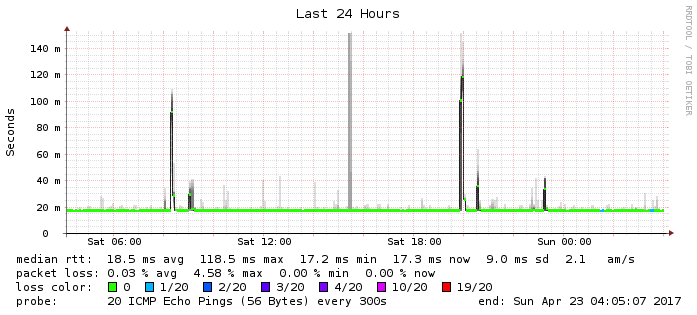 Last 24 Hours
RRDTOOL / TOBI OETIKER
Seconds
140 m
120 m
100 m
80 m
60 m
40 m
20 m
0
Sat 06:00 Sat 12:00 Sat 18:00 Sun 00:00
median rtt: 18.5 ms avg 118.5 ms max 17.2 ms min 17.3 ms now 9.0 ms sd 2.1 am/s
packet loss: 0.03 % avg 4.58 % max 0.00 % min 0.00 % now
loss color: 0 1/20 2/20 3/20 4/20 10/20 19/20
probe: 20 ICMP Echo Pings (56 Bytes) every 300s end: Sun Apr 23 04:05:07 2017